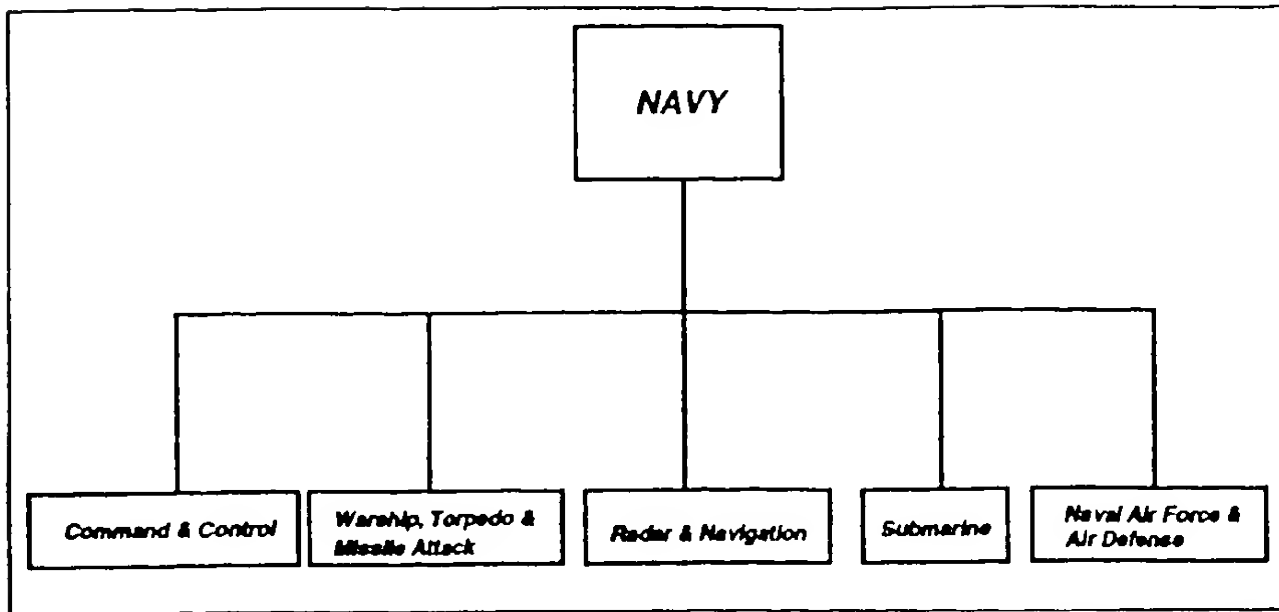 NAVY
Command & Control
Warship, Torpedo &
Missile Attack
Radar & Navigation
Submarine
Naval Air Force &
Air Defense